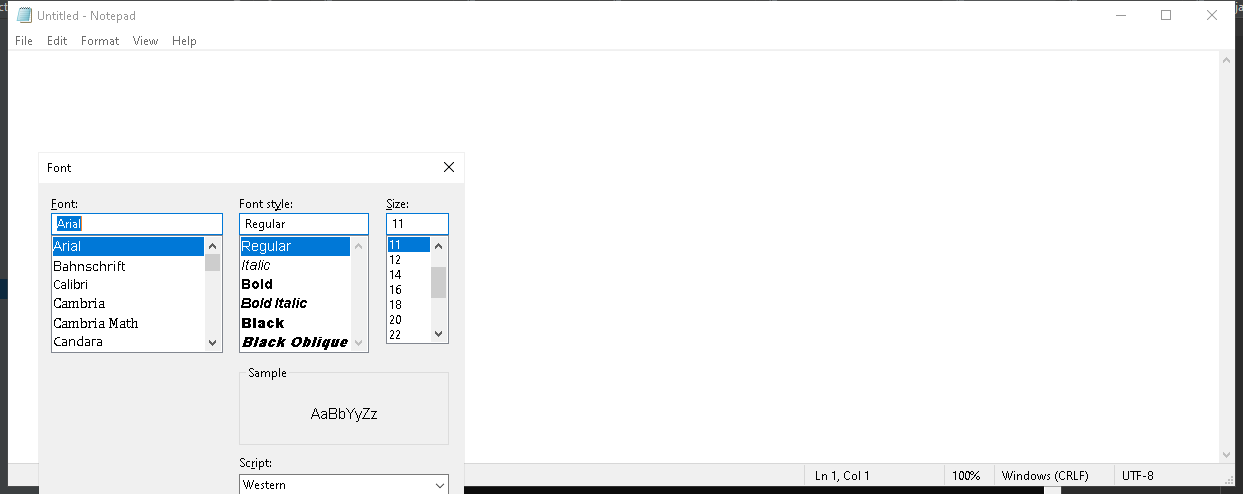 Untitled - Notepad
File Edit Format View Help
Font
Font: Font style: Size:
Arial Regular 11
Arial Regular 11
Bahnschrift Italic 12
Calibri Bold 14
Cambria Bold Italic 16
Cambria Math Black 18
Candara Black Oblique 20
22
Sample
AaBbYyZz
Script:
Western
Ln 1, Col 1 100% Windows (CRLF) UTF-8